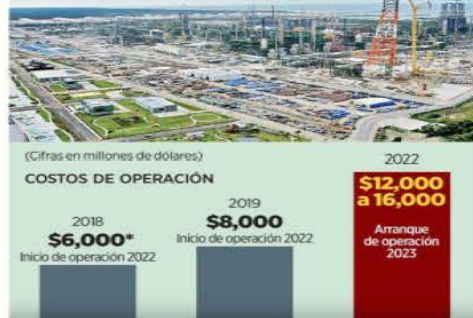 (Cifras en millones de dólares)
COSTOS DE OPERACIÓN
2018
$6,000*
Inicio de operación 2022
2019
$8,000
Inicio de operación 2022
2022
$12,000
a 16,000
Arranque
de operación
2023